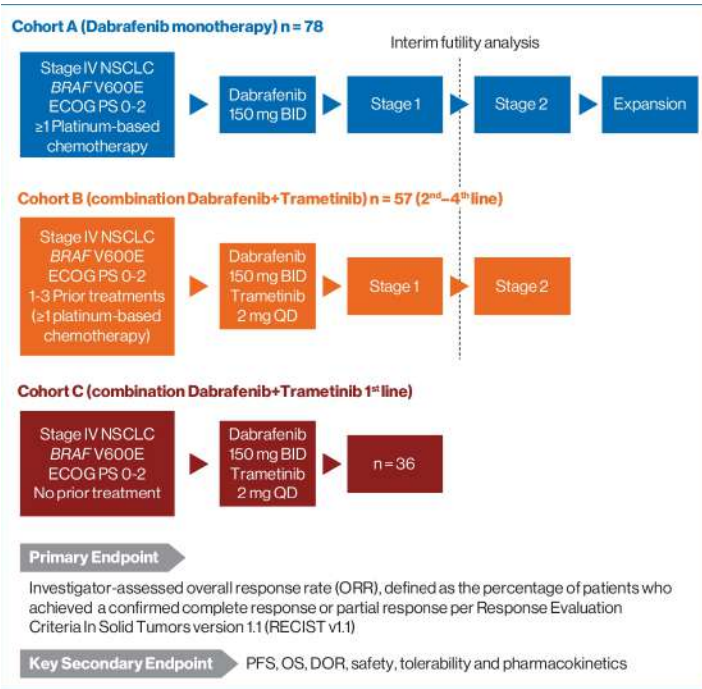 Cohort A (Dabrafenib monotherapy) n = 78
Interim futility analysis
Stage IV NSCLC
BRAF V600E
ECOG PS 0-2
≥1 Platinum-based
chemotherapy
Dabrafenib
150 mg BID
Stage 1
Stage 2
Expansion
Cohort B (combination Dabrafenib+Trametinib) n = 57 (2nd–4th line)
Stage IV NSCLC
BRAF V600E
ECOG PS 0-2
1-3 Prior treatments
(≥1 platinum-based
chemotherapy)
Dabrafenib
150 mg BID
Trametinib
2 mg QD
Stage 1
Stage 2
Cohort C (combination Dabrafenib+Trametinib 1st line)
Stage IV NSCLC
BRAF V600E
ECOG PS 0-2
No prior treatment
Dabrafenib
150 mg BID
Trametinib
2 mg QD
n = 36
Primary Endpoint
Investigator-assessed overall response rate (ORR), defined as the percentage of patients who
achieved a confirmed complete response or partial response per Response Evaluation
Criteria In Solid Tumors version 1.1 (RECIST v1.1)
Key Secondary Endpoint
PFS, OS, DOR, safety, tolerability and pharmacokinetics